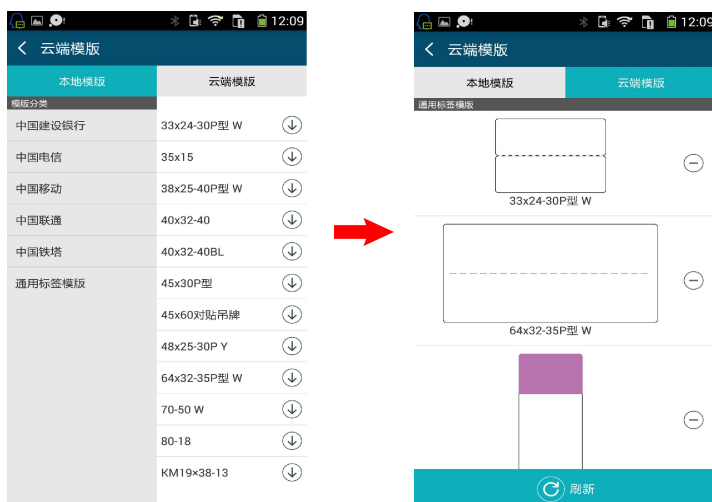 12:09
云端模版
本地模版 云端模版
模版分类
中国建设银行 33x24-30P型 W
中国电信 35x15
中国移动 38x25-40P型 W
中国联通 40x32-40
中国铁塔 40x32-40BL
通用标签模版 45x30P型
45x60对贴吊牌
48x25-30P Y
64x32-35P型 W
70-50 W
80-18
KM19×38-13
12:09
云端模版
本地模版 云端模版
通用标签模版
33x24-30P型 W
64x32-35P型 W
刷新